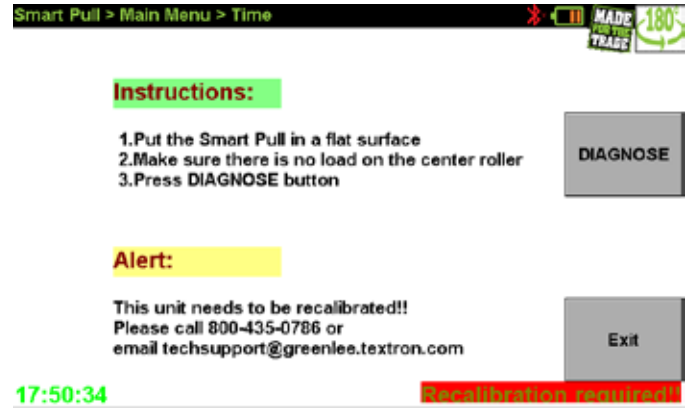 Smart Pull > Main Menu > Time
MADE
FOR THE
TRADE
180°
Instructions:
1.Put the Smart Pull in a flat surface
2.Make sure there is no load on the center roller
3.Press DIAGNOSE button
DIAGNOSE
Alert:
This unit needs to be recalibrated!!
Please call 800-435-0786 or
email techsupport@greenlee.textron.com
Exit
17:50:34
Recalibration required!!